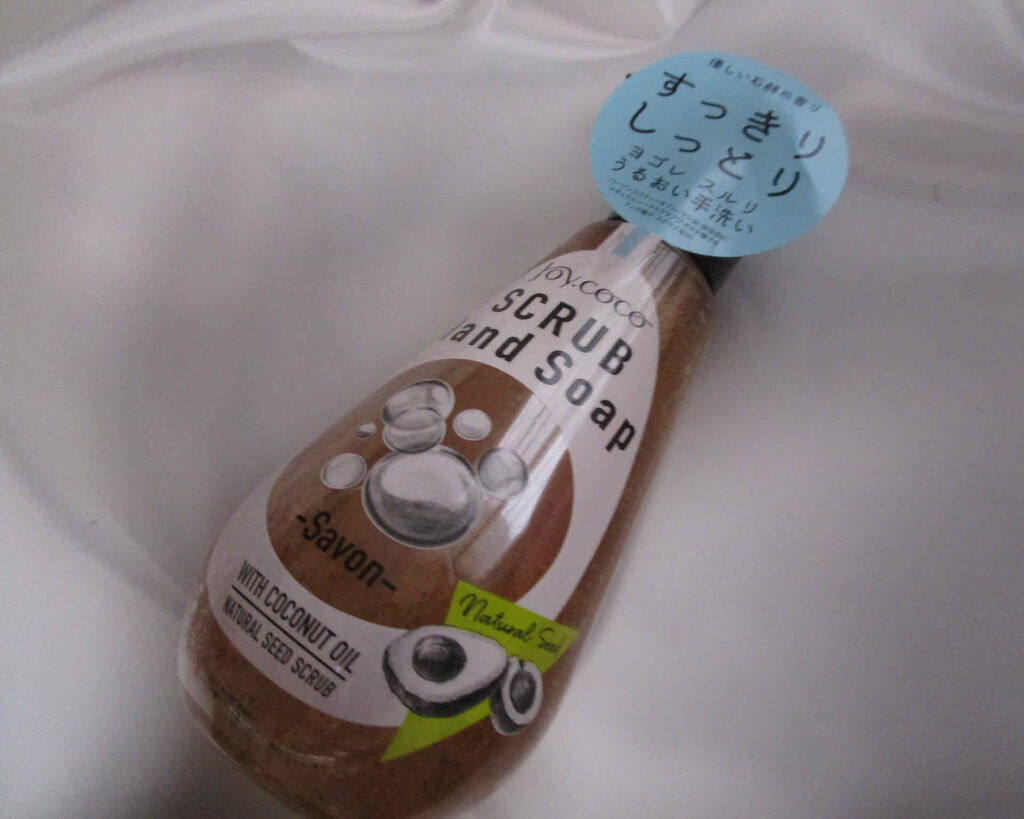 優しい石鹸の香り
すっきり
しっとり
ヨゴレ スルリ
うるおい手洗い
Joy.coco
SCRUB
Hand Soap
-Savon-
WITH COCONUT OIL
NATURAL SEED SCRUB
Natural Seed